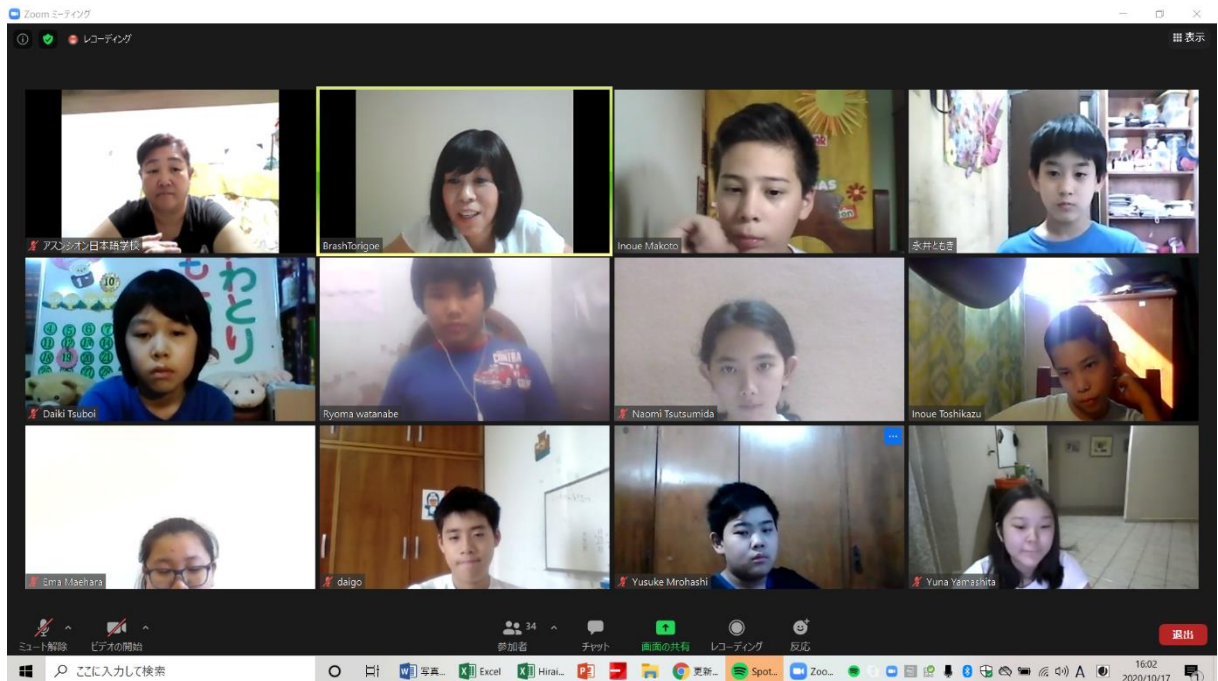 Zoom ミーティング
レコーディング
表示
アスンシオン日本語学校
BrashTorigoe
Inoue Makoto
永井ともき
Daiki Tsuboi
Ryoma watanabe
Naomi Tsutsumida
Inoue Toshikazu
Ema Maehara
daigo
Yusuke Mrohashi
Yuna Yamashita
ミュート解除
ビデオの開始
34
参加者
チャット
画面の共有
レコーディング
反応
退出
ここに入力して検索
写真...
Excel
Hirai...
更新...
Spot...
Zoo...
A
16:02
2020/10/17